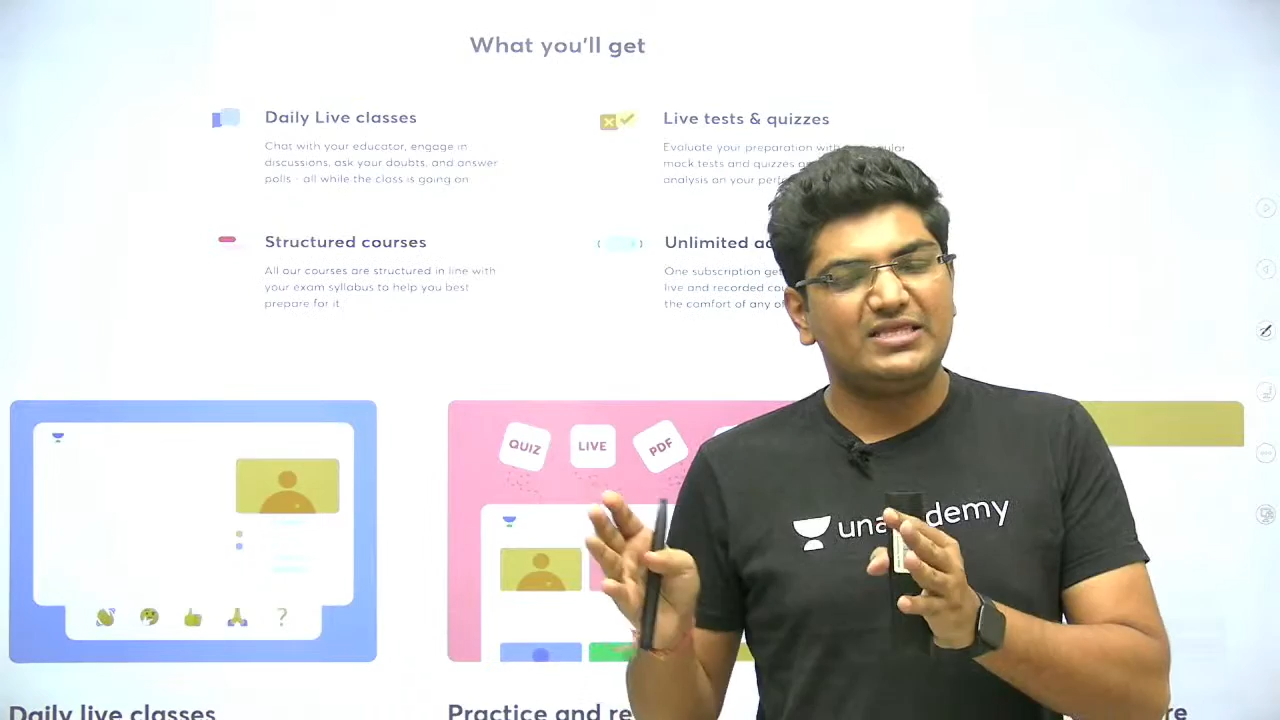 What you'll get
Daily Live classes
Chat with your educator, engage in
discussions, ask your doubts, and answer
polls - all while the class is going on
Live tests & quizzes
Evaluate your preparation with
mock tests and quizzes
analysis on your
Structured courses
All our courses are structured in line with
your exam syllabus to help you best
prepare for it
Unlimited
One subscription
live and recorded
the comfort of any of
QUIZ
LIVE
PDF
?
unacademy
Daily live classes
Practice and